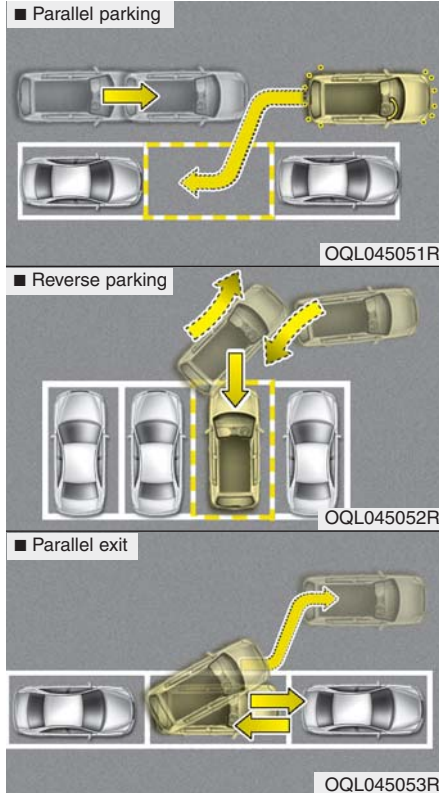 ■ Parallel parking
OQL045051R
■ Reverse parking
OQL045052R
■ Parallel exit
OQL045053R